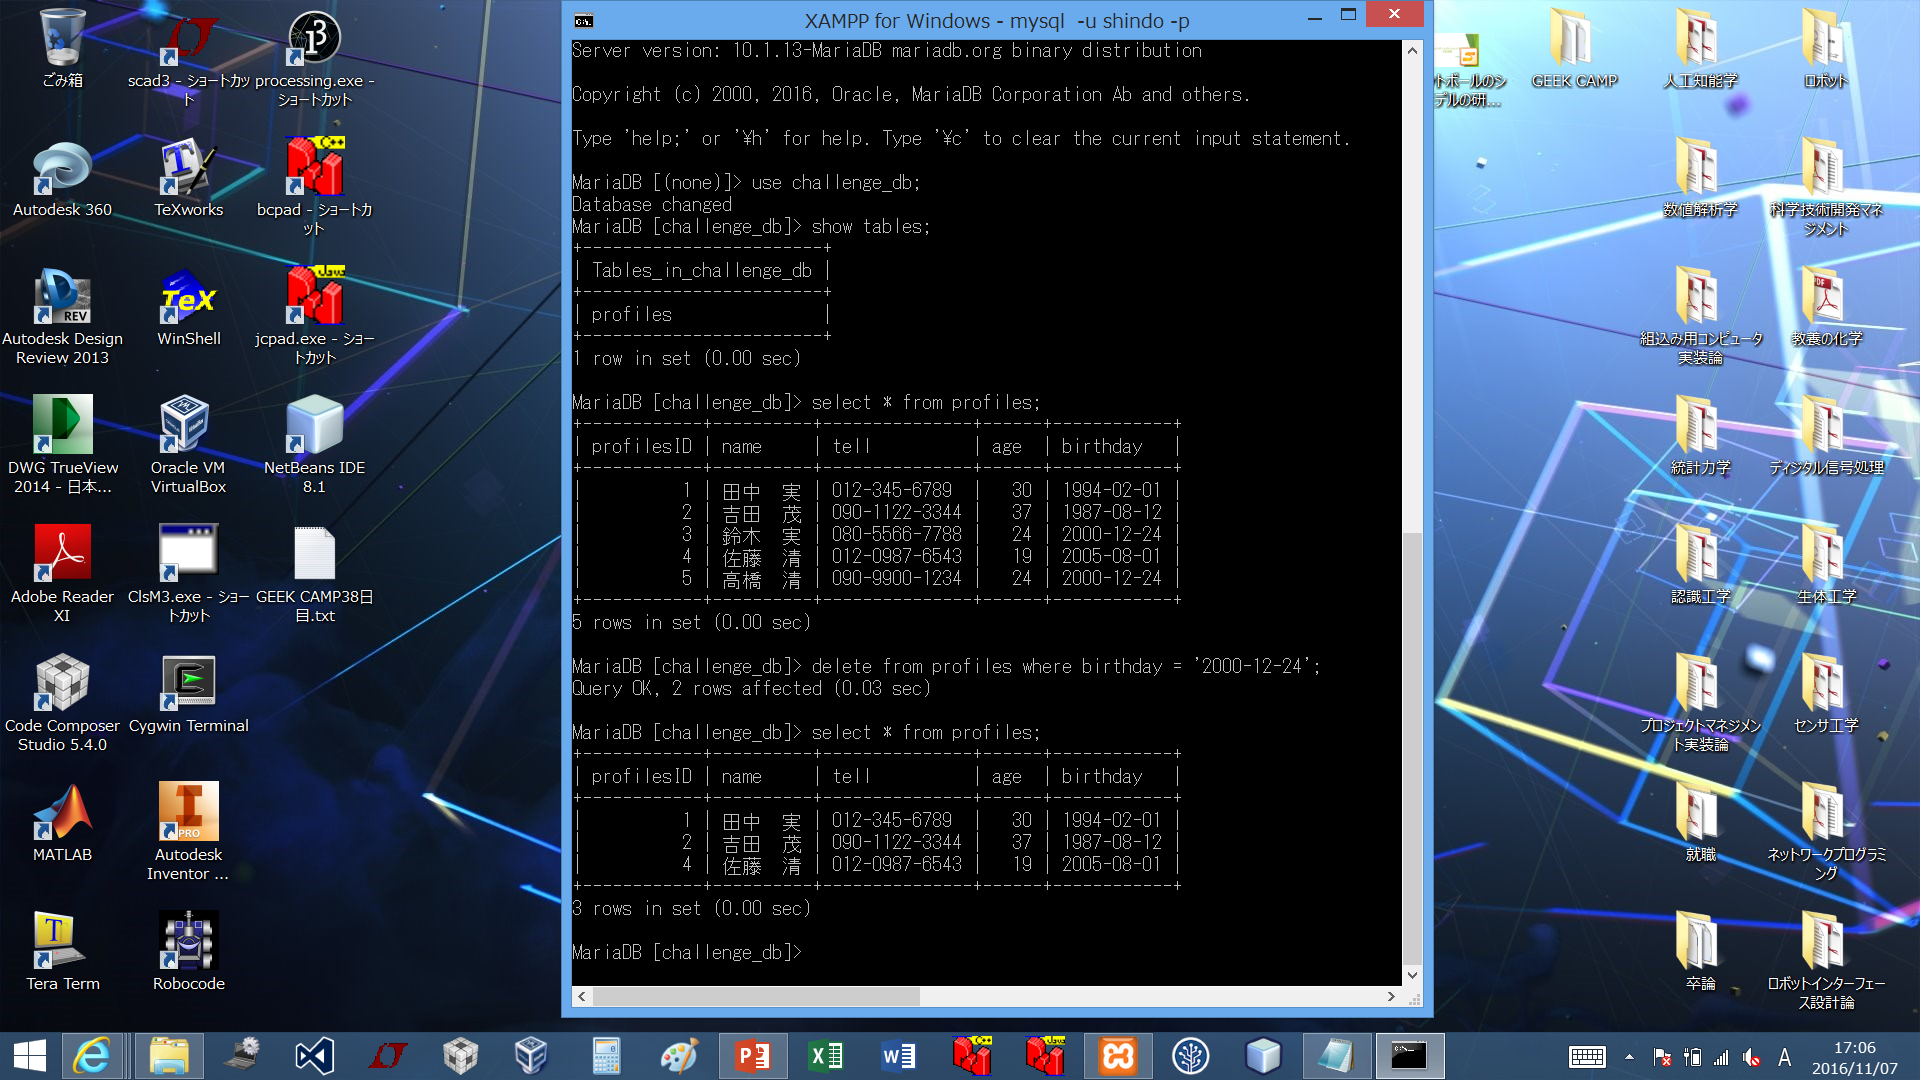 ごみ箱
scad3 - ショートカット
processing.exe - ショートカット
Autodesk 360
TeXworks
bcpad - ショートカット
Autodesk Design Review 2013
WinShell
jcpad.exe - ショートカット
DWG TrueView 2014 - 日本...
Oracle VM VirtualBox
NetBeans IDE 8.1
Adobe Reader XI
ClsM3.exe - ショートカット
GEEK CAMP38日目.txt
Code Composer Studio 5.4.0
Cygwin Terminal
MATLAB
Autodesk Inventor ...
Tera Term
Robocode
XAMPP for Windows - mysql  -u shindo -p
Server version: 10.1.13-MariaDB mariadb.org binary distribution
Copyright (c) 2000, 2016, Oracle, MariaDB Corporation Ab and others.
Type 'help;' or '¥h' for help. Type '¥c' to clear the current input statement.
MariaDB [(none)]> use challenge_db;
Database changed
MariaDB [challenge_db]> show tables;
+------------------------+
| Tables_in_challenge_db |
+------------------------+
| profiles               |
+------------------------+
1 row in set (0.00 sec)
MariaDB [challenge_db]> select * from profiles;
+------------+----------+---------------+------+------------+
| profilesID | name     | tell          | age  | birthday   |
+------------+----------+---------------+------+------------+
|          1 | 田中　実 | 012-345-6789  |   30 | 1994-02-01 |
|          2 | 吉田　茂 | 090-1122-3344 |   37 | 1987-08-12 |
|          3 | 鈴木　実 | 080-5566-7788 |   24 | 2000-12-24 |
|          4 | 佐藤　清 | 012-0987-6543 |   19 | 2005-08-01 |
|          5 | 高橋　清 | 090-9900-1234 |   24 | 2000-12-24 |
+------------+----------+---------------+------+------------+
5 rows in set (0.00 sec)
MariaDB [challenge_db]> delete from profiles where birthday = '2000-12-24';
Query OK, 2 rows affected (0.03 sec)
MariaDB [challenge_db]> select * from profiles;
+------------+----------+---------------+------+------------+
| profilesID | name     | tell          | age  | birthday   |
+------------+----------+---------------+------+------------+
|          1 | 田中　実 | 012-345-6789  |   30 | 1994-02-01 |
|          2 | 吉田　茂 | 090-1122-3344 |   37 | 1987-08-12 |
|          4 | 佐藤　清 | 012-0987-6543 |   19 | 2005-08-01 |
+------------+----------+---------------+------+------------+
3 rows in set (0.00 sec)
MariaDB [challenge_db]>
トボールのシ
デルの研...
GEEK CAMP
人工知能学
ロボット
数値解析学
科学技術開発マネジメント
組込み用コンピュータ実装論
教養の化学
統計力学
ディジタル信号処理
認識工学
生体工学
プロジェクトマネジメント実装論
センサ工学
就職
ネットワークプログラミング
卒論
ロボットインターフェース設計論
A
17:06
2016/11/07